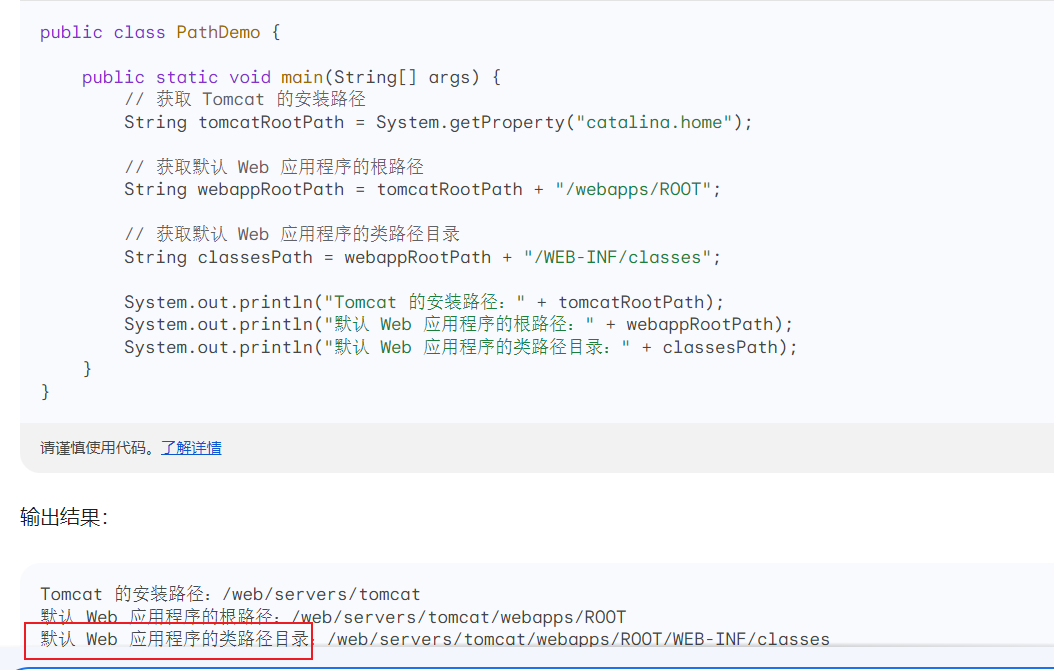 public class PathDemo {
public static void main(String[] args) {
// 获取 Tomcat 的安装路径
String tomcatRootPath = System.getProperty("catalina.home");
// 获取默认 Web 应用程序的根路径
String webappRootPath = tomcatRootPath + "/webapps/ROOT";
// 获取默认 Web 应用程序的类路径目录
String classesPath = webappRootPath + "/WEB-INF/classes";
System.out.println("Tomcat 的安装路径：" + tomcatRootPath);
System.out.println("默认 Web 应用程序的根路径：" + webappRootPath);
System.out.println("默认 Web 应用程序的类路径目录：" + classesPath);
}
}
请谨慎使用代码。了解详情
输出结果：
Tomcat 的安装路径：/web/servers/tomcat
默认 Web 应用程序的根路径：/web/servers/tomcat/webapps/ROOT
默认 Web 应用程序的类路径目录：/web/servers/tomcat/webapps/ROOT/WEB-INF/classes